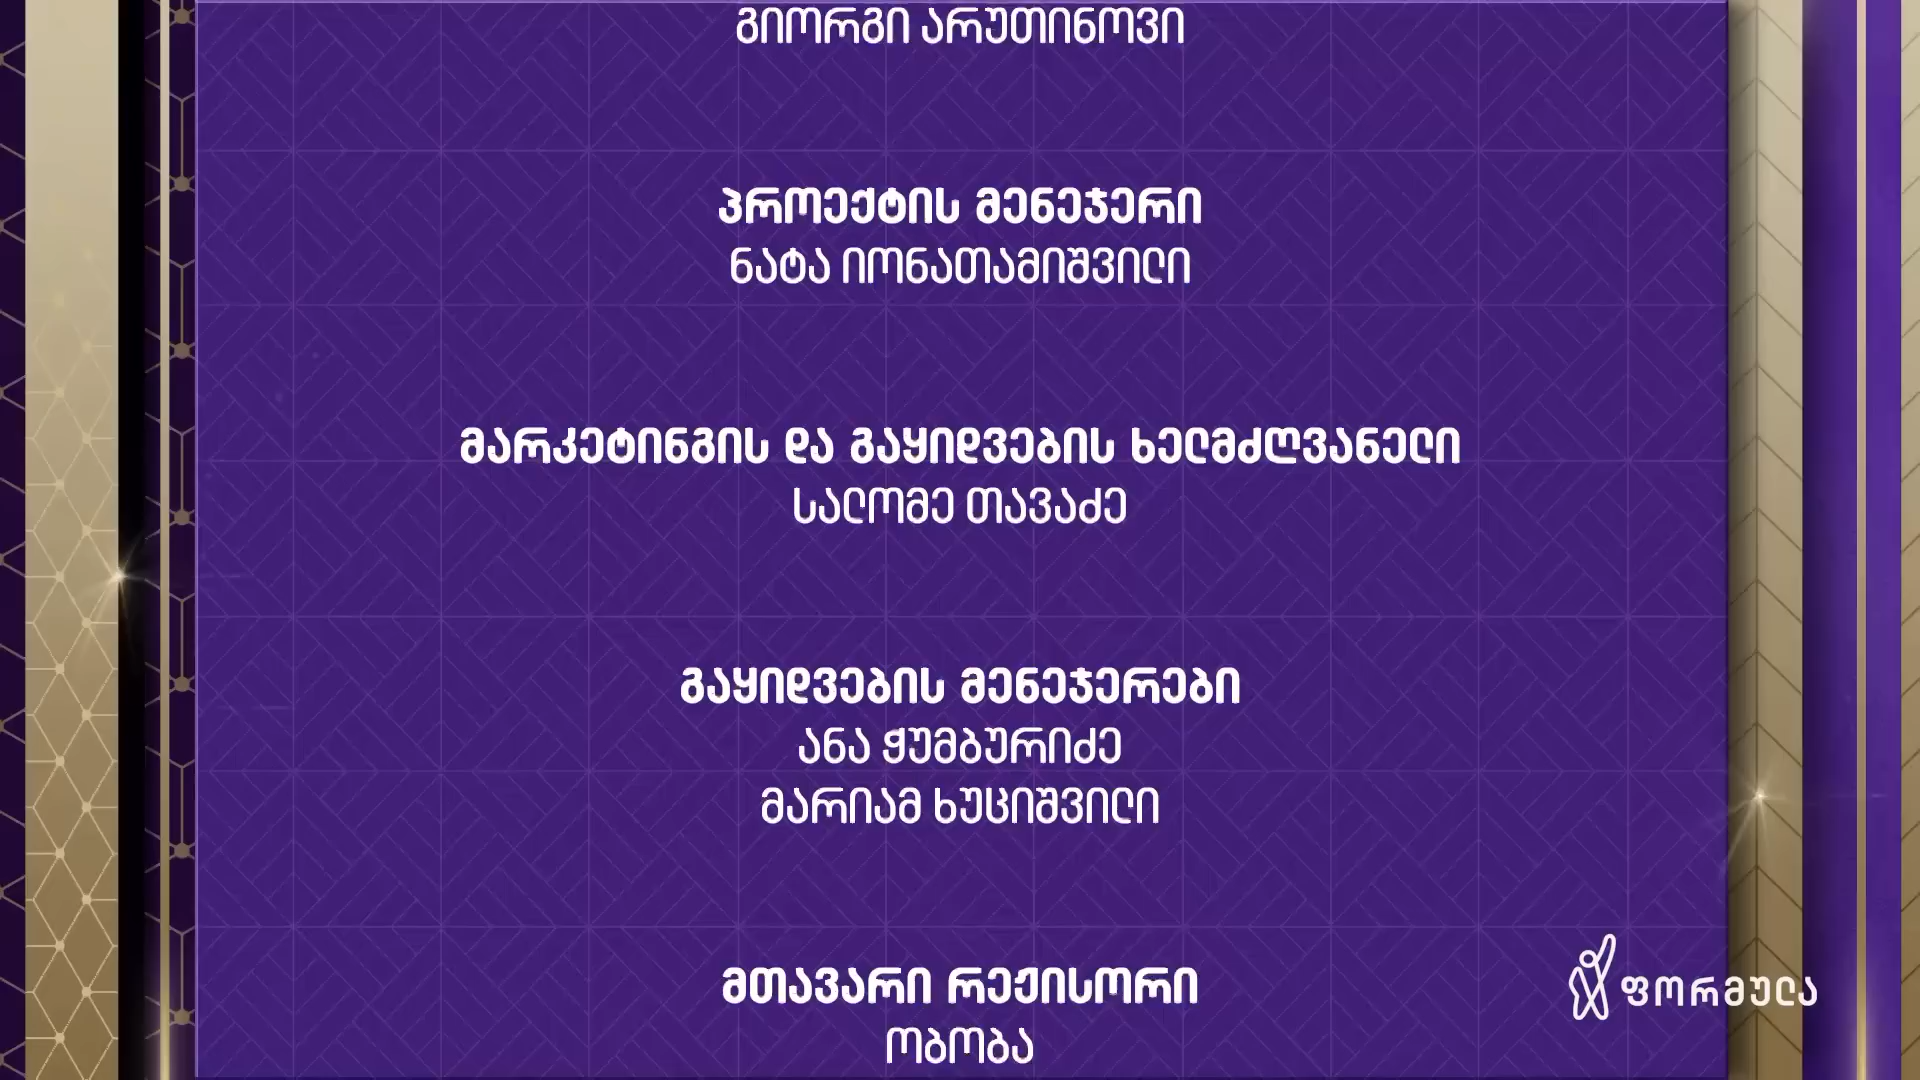 გიორგი არუთინოვი
პროექტის მენეჯერი
ნატა იონათამიშვილი
მარკეტინგის და გაყიდვების ხელმძღვანელი
სალომე თავაძე
გაყიდვების მენეჯერები
ანა ჭუმბურიძე
მარიამ ხუციშვილი
მთავარი რეჟისორი
ობობა
ფორმულა